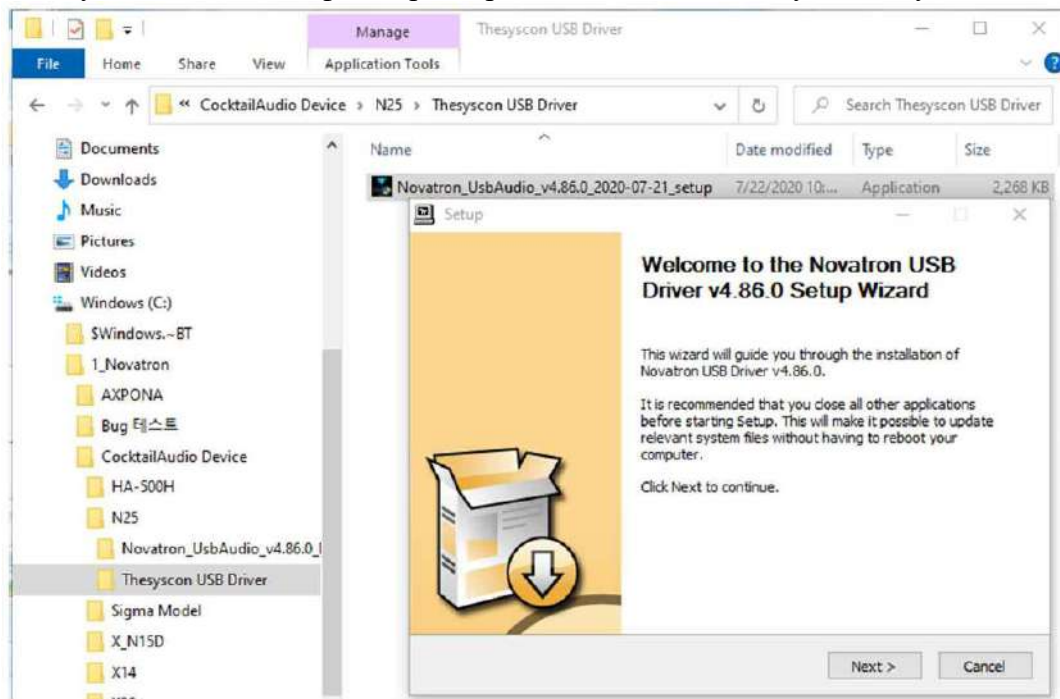 Manage
Thesyscon USB Driver
File
Home
Share
View
Application Tools
« CocktailAudio Device > N25 > Thesyscon USB Driver
Search Thesyscon USB Driver
Name
Date modified
Type
Size
Novatron_UsbAudio_v4.86.0_2020-07-21_setup
7/22/2020 10:...
Application
2,268 KB
Documents
Downloads
Music
Pictures
Videos
Windows (C:)
$Windows.~BT
1_Novatron
AXPONA
Bug 테스트
CocktailAudio Device
HA-500H
N25
Novatron_UsbAudio_v4.86.0_
Thesyscon USB Driver
Sigma Model
X_N15D
X14
Setup
Welcome to the Novatron USB
Driver v4.86.0 Setup Wizard
This wizard will guide you through the installation of
Novatron USB Driver v4.86.0.
It is recommended that you close all other applications
before starting Setup. This will make it possible to update
relevant system files without having to reboot your
computer.
Click Next to continue.
Next >
Cancel